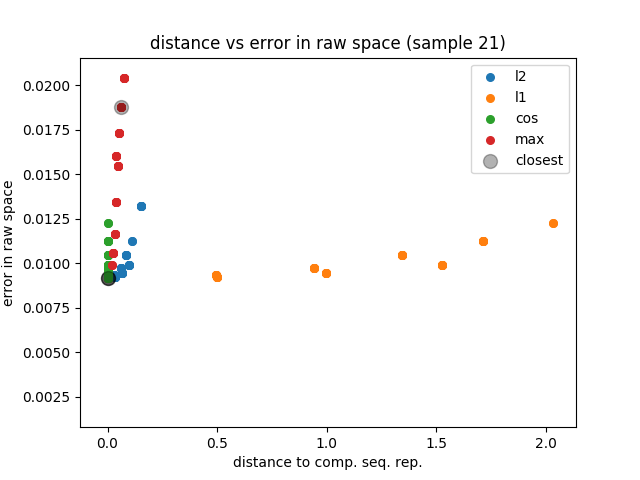 distance vs error in raw space (sample 21)
error in raw space
0.0200
0.0175
0.0150
0.0125
0.0100
0.0075
0.0050
0.0025
l2
l1
cos
max
closest
0.0
0.5
1.0
1.5
2.0
distance to comp. seq. rep.